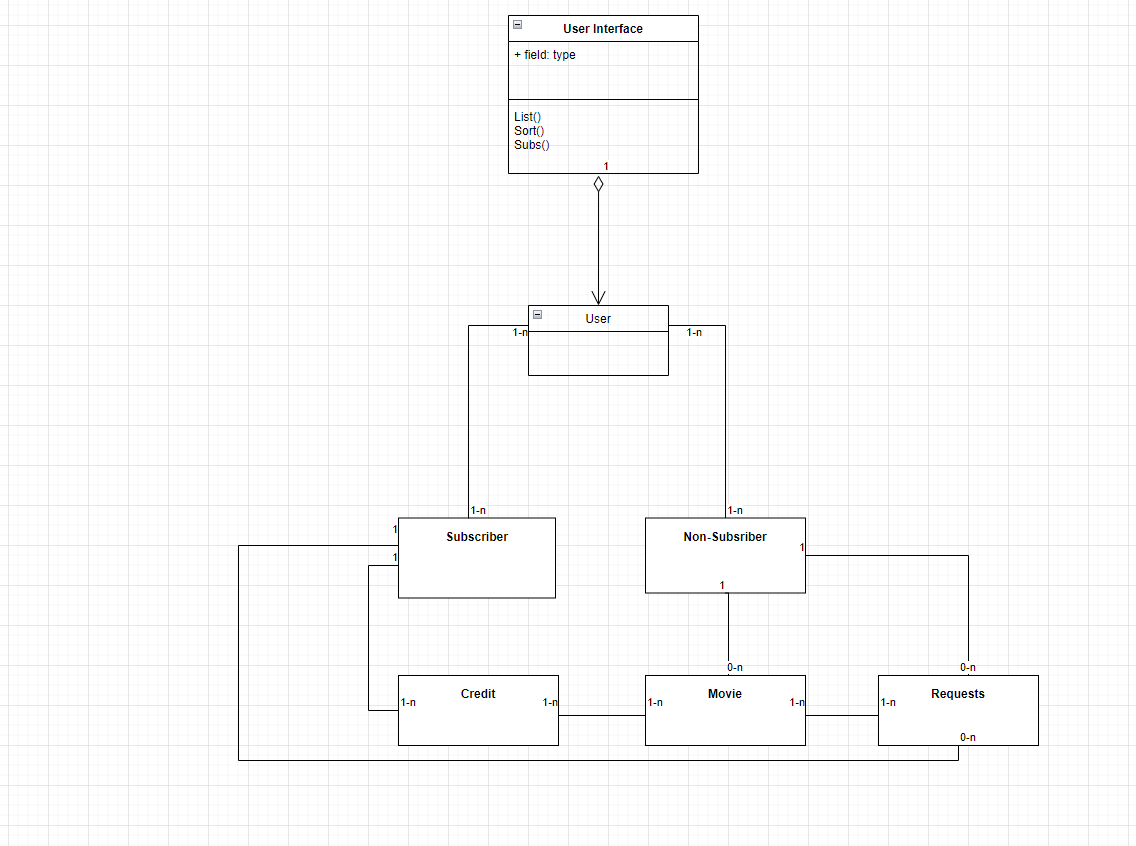 User Interface
+ field: type
List()
Sort()
Subs()
1
User
1-n
1-n
1-n
1-n
1
Subscriber
Non-Subsriber
1
1
1
0-n
0-n
Credit
Movie
Requests
1-n
1-n
1-n
1-n
1-n
0-n